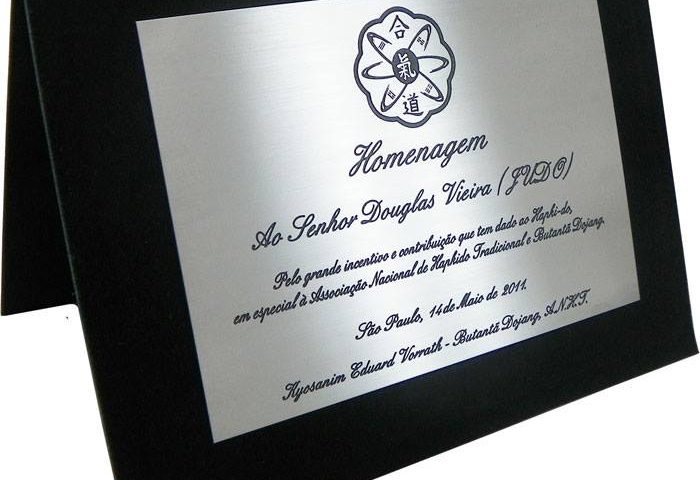 合
氣
道
Homenagem
Ao Senhor Douglas Vieira (JUDO)
Pelo grande incentivo e contribuição que tem dado ao Haphi-do,
em especial à Associação Nacional de Hapkido Tradicional e Butantã Dojang.
São Paulo, 14 de Maio de 2011.
Kyosanim Eduard Vorrath - Butantã Dojang, A.N.H.T.